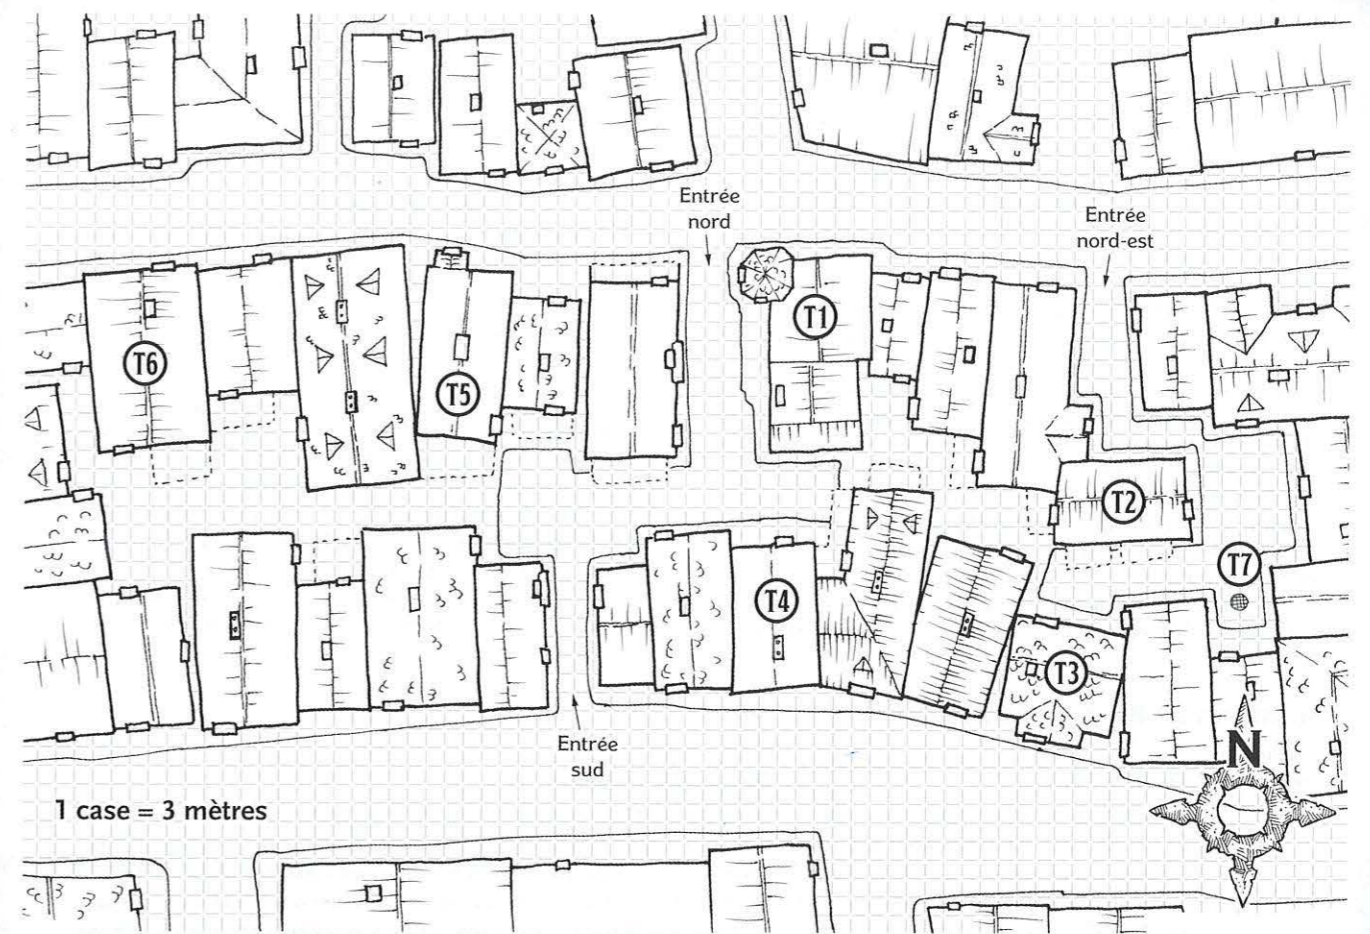 Entrée
nord
Entrée
nord-est
T1
T6
T5
T2
T7
T4
T3
Entrée
sud
N
1 case = 3 mètres